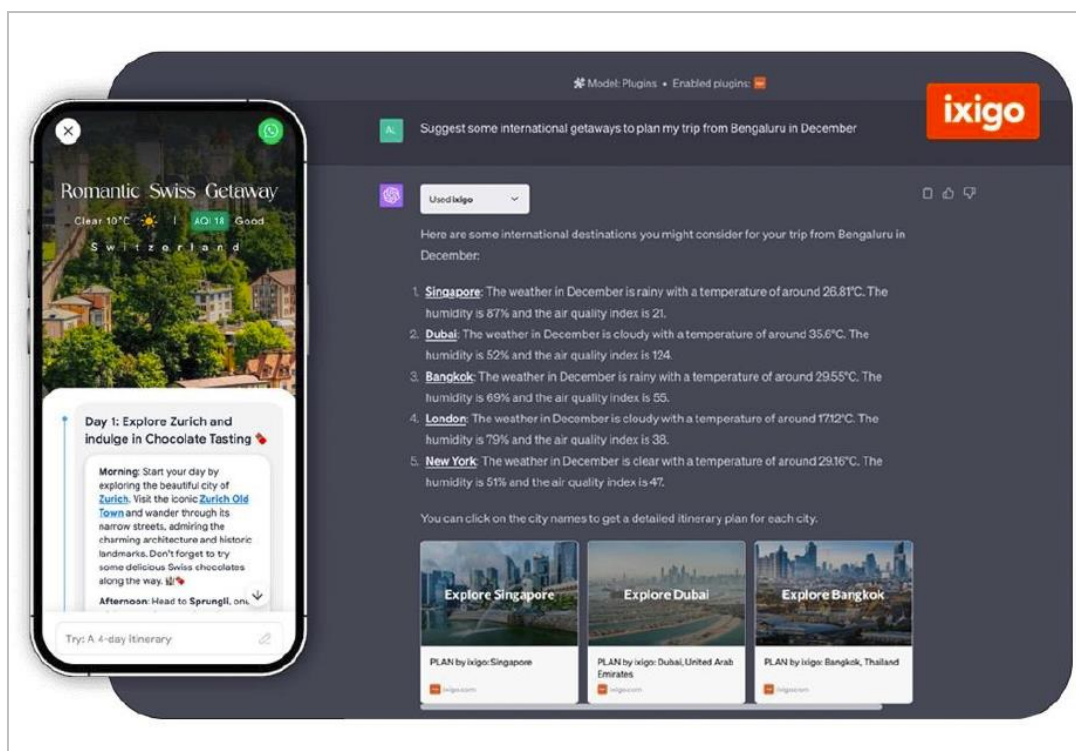 Romantic Swiss Getaway
Clear 10°C | AQI 18 Good
Switzerland
Day 1: Explore Zurich and
indulge in Chocolate Tasting
Morning: Start your day by
exploring the beautiful city of
Zurich. Visit the iconic Zurich Old
Town and wander through its
narrow streets, admiring the
charming architecture and historic
landmarks. Don't forget to try
some delicious Swiss chocolates
along the way.
Afternoon: Head to Sprungli, one
Try: A 4-day itinerary
Model: Plugins • Enabled plugins:
ixigo
AL
Suggest some international getaways to plan my trip from Bengaluru in December
Used ixigo
Here are some international destinations you might consider for your trip from Bengaluru in
December:
1. Singapore: The weather in December is rainy with a temperature of around 26.81°C. The
humidity is 87% and the air quality index is 21.
2. Dubai: The weather in December is cloudy with a temperature of around 35.6°C. The
humidity is 52% and the air quality index is 124.
3. Bangkok: The weather in December is rainy with a temperature of around 29.55°C. The
humidity is 69% and the air quality index is 55.
4. London: The weather in December is cloudy with a temperature of around 17.12°C. The
humidity is 79% and the air quality index is 38.
5. New York: The weather in December is clear with a temperature of around 29.16°C. The
humidity is 51% and the air quality index is 47.
You can click on the city names to get a detailed itinerary plan for each city.
Explore Singapore
PLAN by ixigo: Singapore
ixigo.com
Explore Dubai
PLAN by ixigo: Dubai, United Arab
Emirates
ixigo.com
Explore Bangkok
PLAN by ixigo: Bangkok, Thailand
ixigo.com